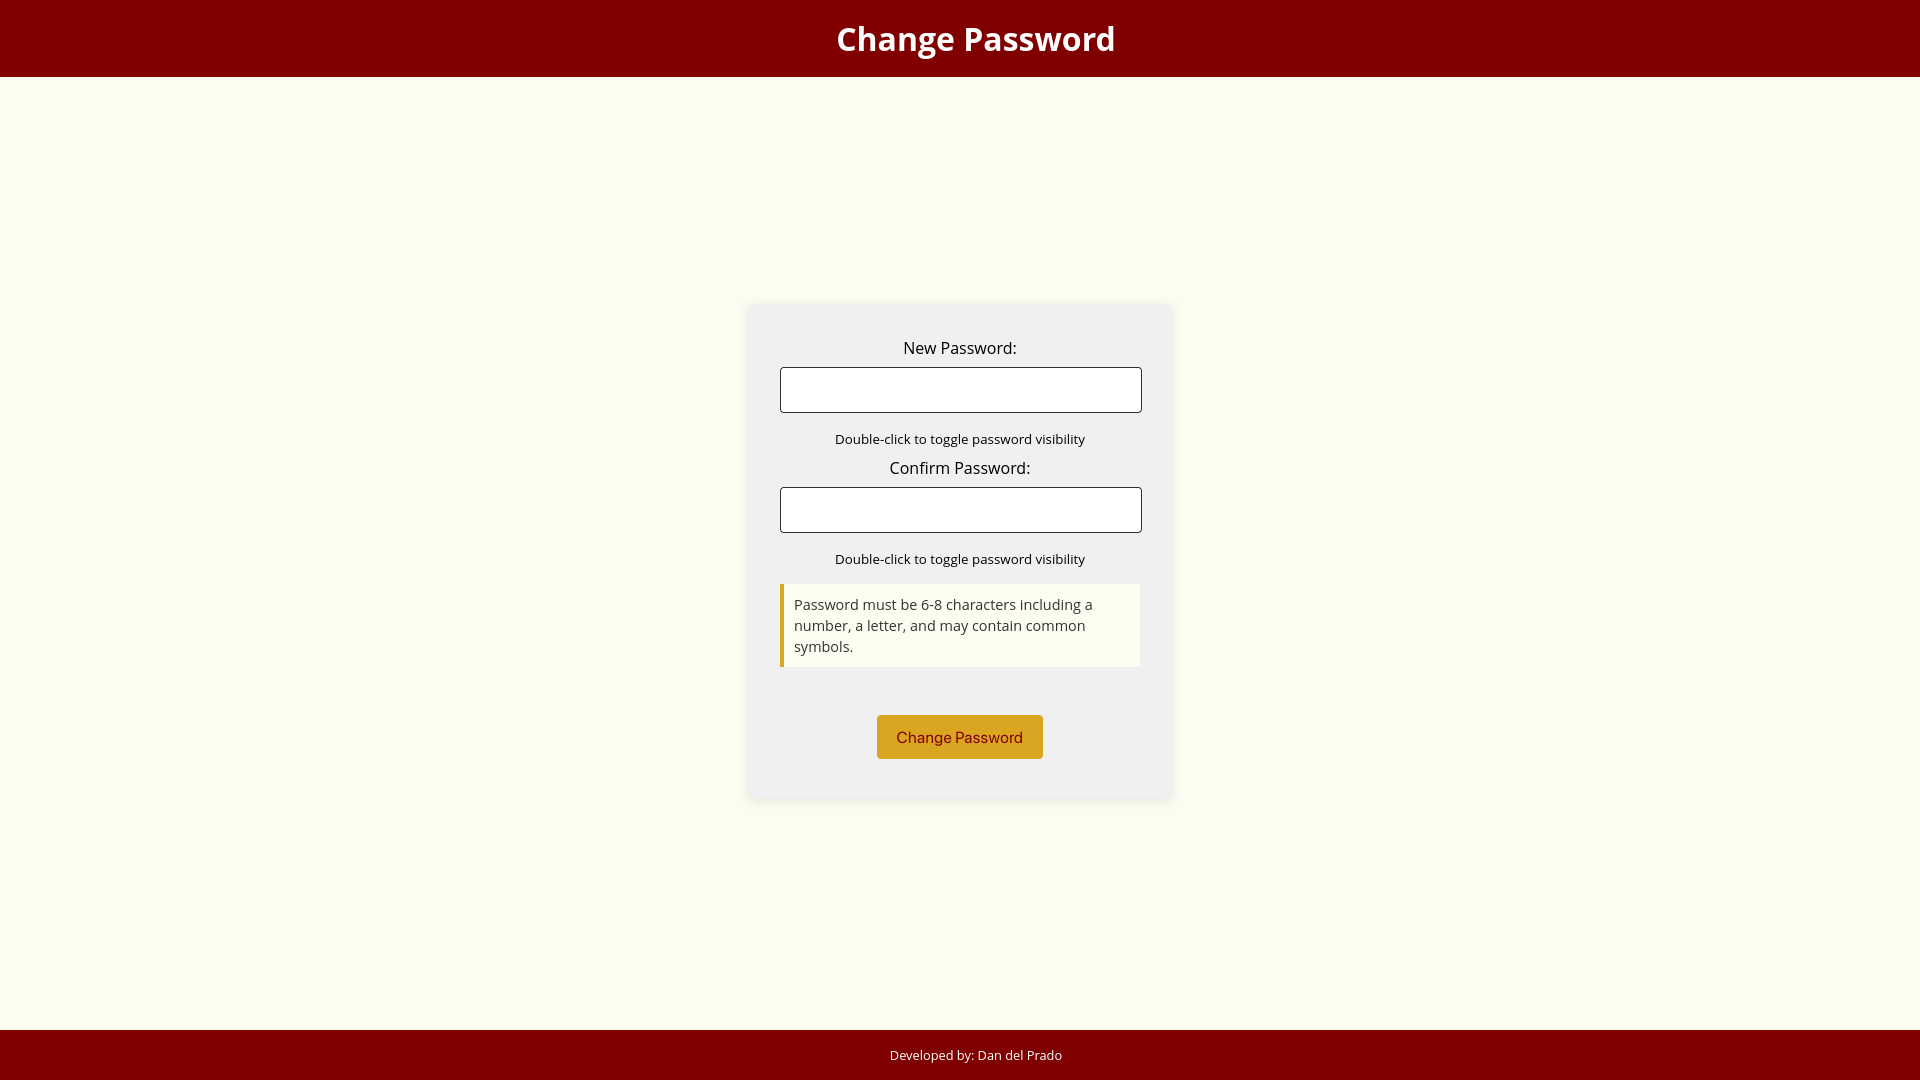 Change Password
New Password:
Double-click to toggle password visibility
Confirm Password:
Double-click to toggle password visibility
Password must be 6-8 characters including a
number, a letter, and may contain common
symbols.
Change Password
Developed by: Dan del Prado